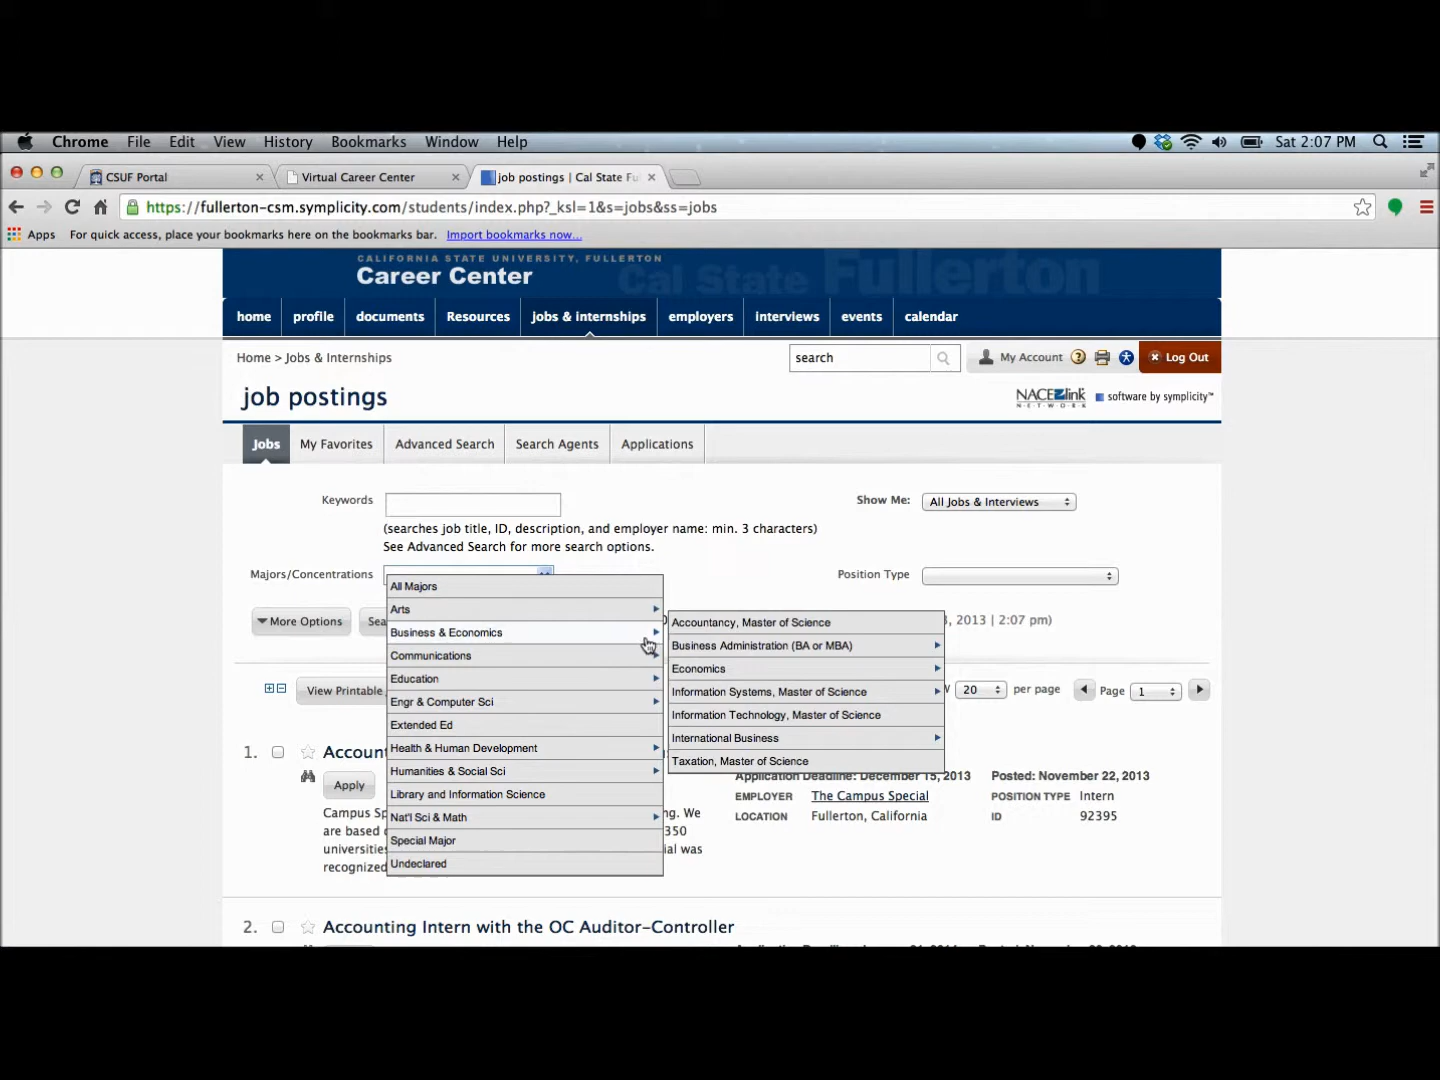 Chrome File Edit View History Bookmarks Window Help Sat 2:07 PM
CSUF Portal Virtual Career Center job postings | Cal State Fu
https://fullerton-csm.symplicity.com/students/index.php?_ksl=1&s=jobs&ss=jobs
Apps For quick access, place your bookmarks here on the bookmarks bar. Import bookmarks now...
CALIFORNIA STATE UNIVERSITY, FULLERTON
Career Center Cal State Fullerton
home profile documents Resources jobs & internships employers interviews events calendar
Home > Jobs & Internships search My Account Log Out
job postings NACElink NETWORK software by symplicity™
Jobs My Favorites Advanced Search Search Agents Applications
Keywords Show Me: All Jobs & Interviews
(searches job title, ID, description, and employer name: min. 3 characters)
See Advanced Search for more search options.
Majors/Concentrations Position Type
All Majors
Arts
More Options Sea Accountancy, Master of Science , 2013 | 2:07 pm)
Business & Economics
Business Administration (BA or MBA)
Communications
Economics
Education
View Printable Information Systems, Master of Science 20 per page Page 1
Engr & Computer Sci
Information Technology, Master of Science
Extended Ed
International Business
Health & Human Development
1. Accoun
Taxation, Master of Science
Humanities & Social Sci
Application Deadline: December 15, 2013 Posted: November 22, 2013
Apply
Library and Information Science
EMPLOYER The Campus Special POSITION TYPE Intern
Campus Sp ng. We
Nat'l Sci & Math
LOCATION Fullerton, California ID 92395
are based 350
Special Major
universitie ial was
Undeclared
recognized
2. Accounting Intern with the OC Auditor-Controller